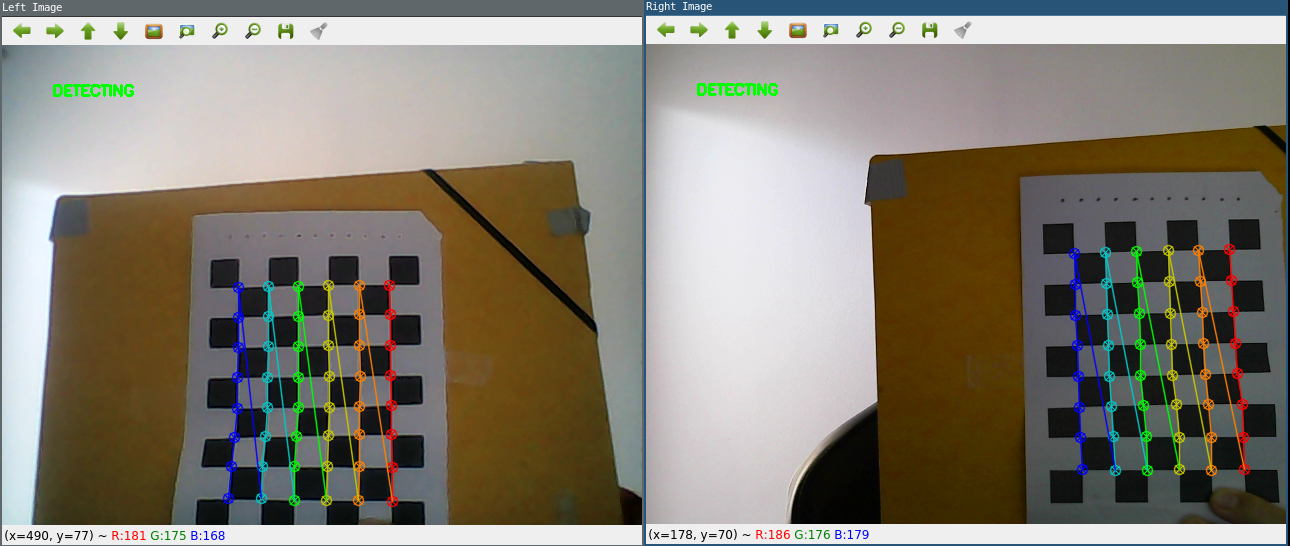 Left Image
Right Image
DETECTING
DETECTING
(x=490, y=77) ~ R:181 G:175 B:168
(x=178, y=70) ~ R:186 G:176 B:179